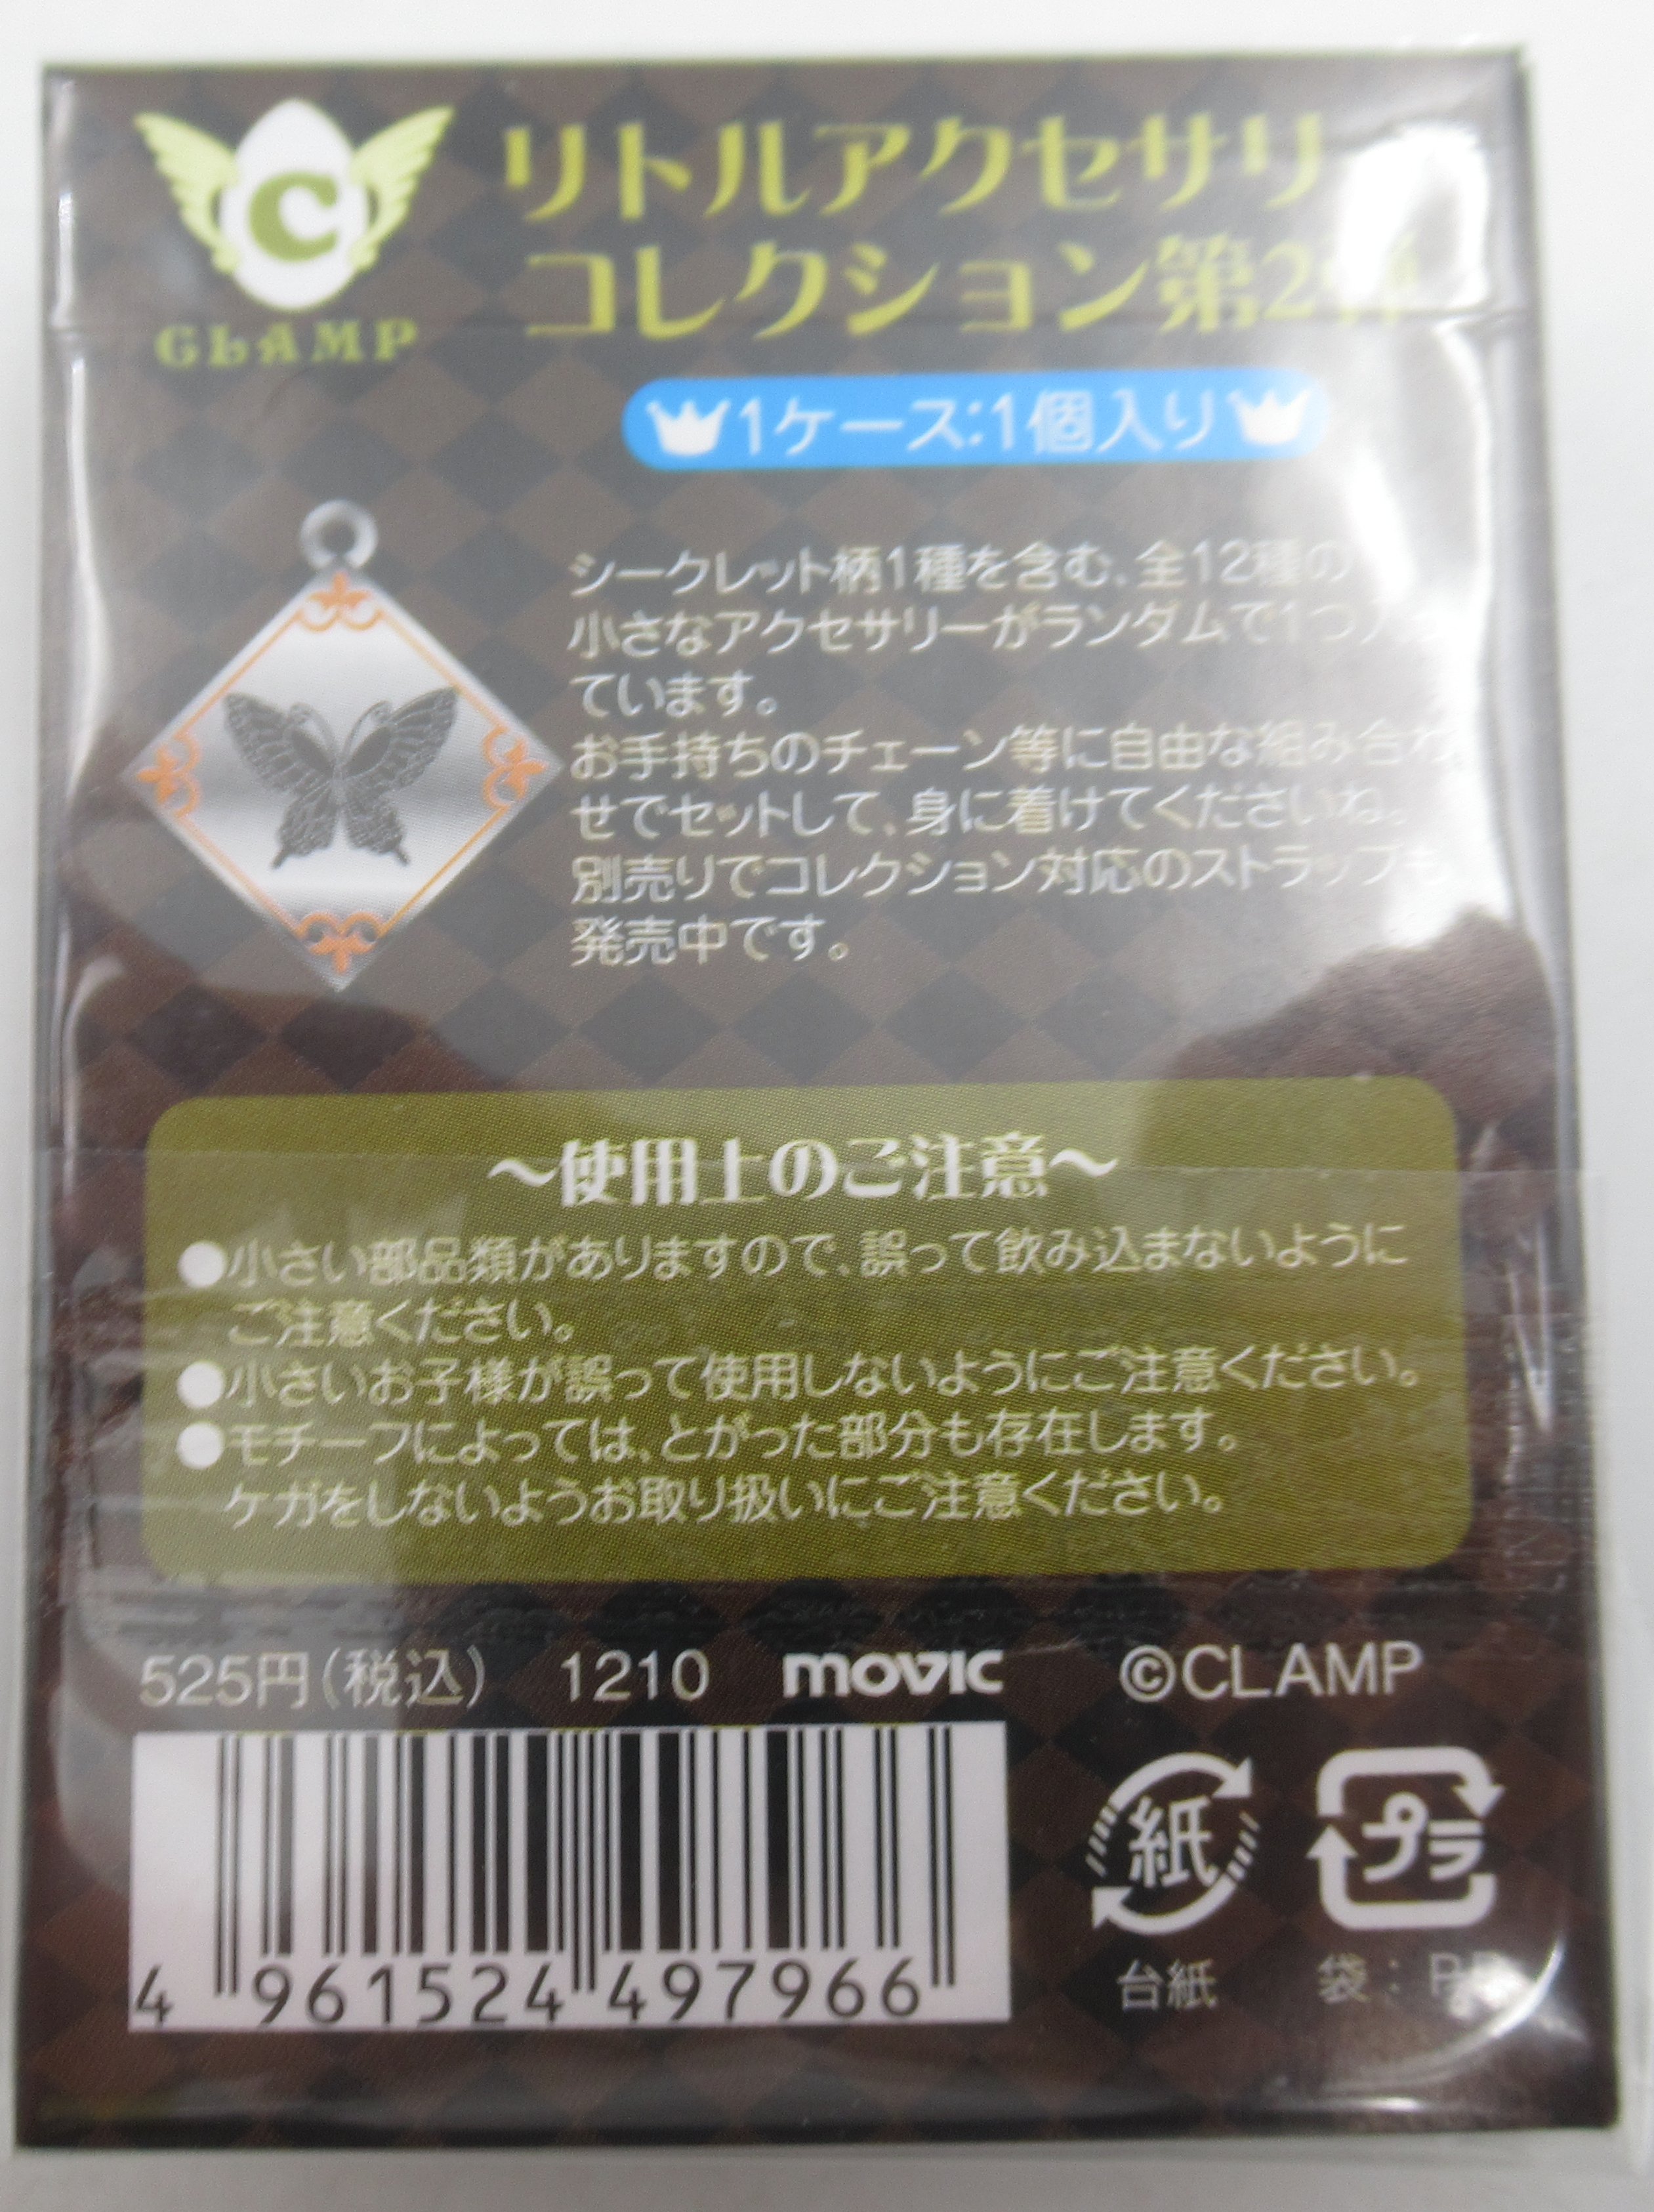 C
CLAMP
リトルアクセサリ
コレクション第2弾
1ケース:1個入り
シークレット柄1種を含む、全12種の
小さなアクセサリーがランダムで1つ
ています。
お手持ちのチェーン等に自由な組み合わ
せでセットして、身に着けてくださいね。
別売りでコレクション対応のストラップも
発売中です。
～使用上のご注意～
●小さい部品類がありますので、誤って飲み込まないように
ご注意ください。
●小さいお子様が誤って使用しないようにご注意ください。
●モチーフによっては、とがった部分も存在します。
ケガをしないようお取り扱いにご注意ください。
525円(税込) 1210 movic ©CLAMP
紙 プラ
台紙 袋:
4 961524 497966